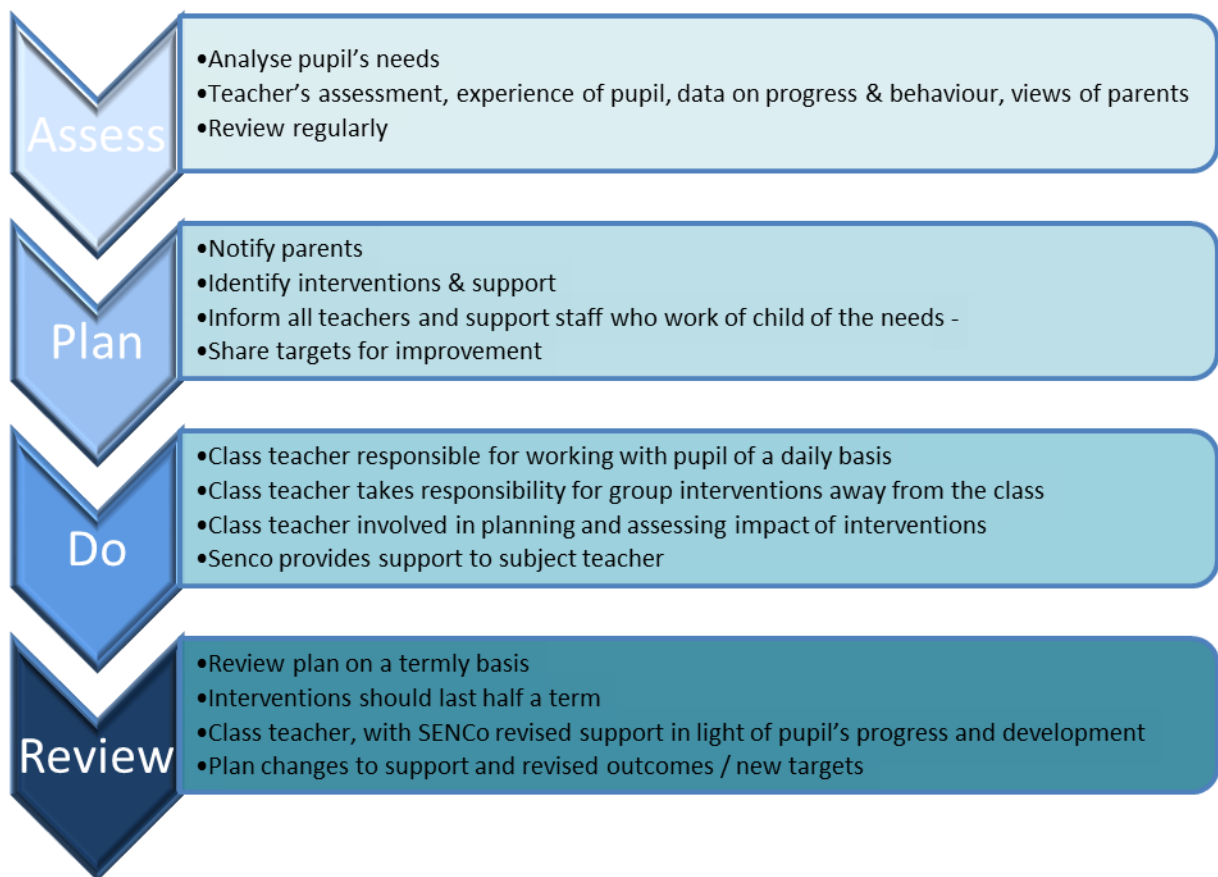 Assess
•Analyse pupil's needs
•Teacher's assessment, experience of pupil, data on progress & behaviour, views of parents
•Review regularly
Plan
•Notify parents
•Identify interventions & support
•Inform all teachers and support staff who work of child of the needs -
•Share targets for improvement
Do
•Class teacher responsible for working with pupil of a daily basis
•Class teacher takes responsibility for group interventions away from the class
•Class teacher involved in planning and assessing impact of interventions
•Senco provides support to subject teacher
Review
•Review plan on a termly basis
•Interventions should last half a term
•Class teacher, with SENCo revised support in light of pupil's progress and development
•Plan changes to support and revised outcomes / new targets